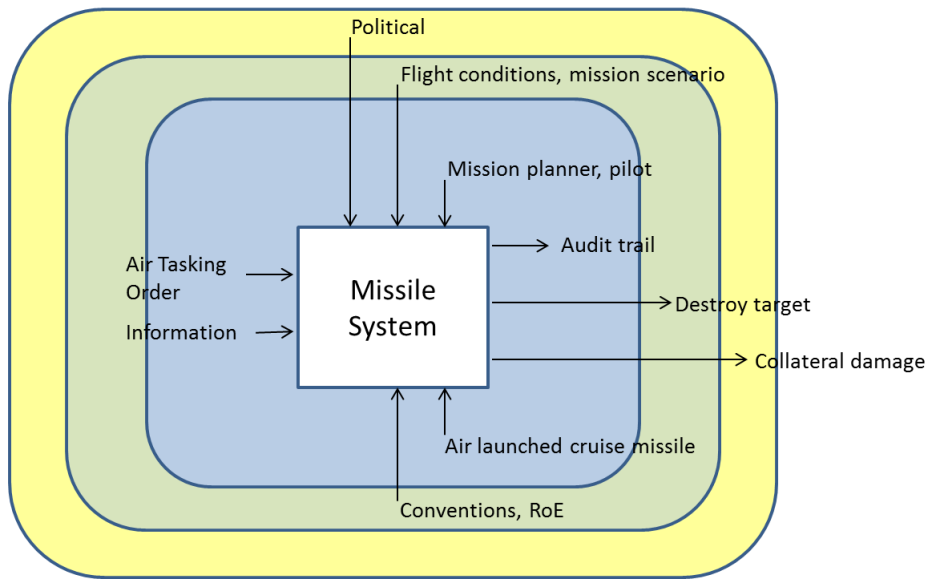 Political
Flight conditions, mission scenario
Mission planner, pilot
Audit trail
Air Tasking
Order
Missile
System
Destroy target
Information
Collateral damage
Air launched cruise missile
Conventions, RoE